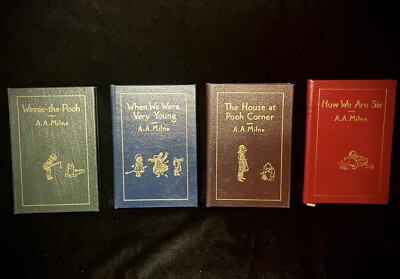 Winnie-the-Pooh
A.A.Milne
When We Were
Very Young
A.A.Milne
The House at
Pooh Corner
A.A.Milne
Now We Are Six
A.A.Milne